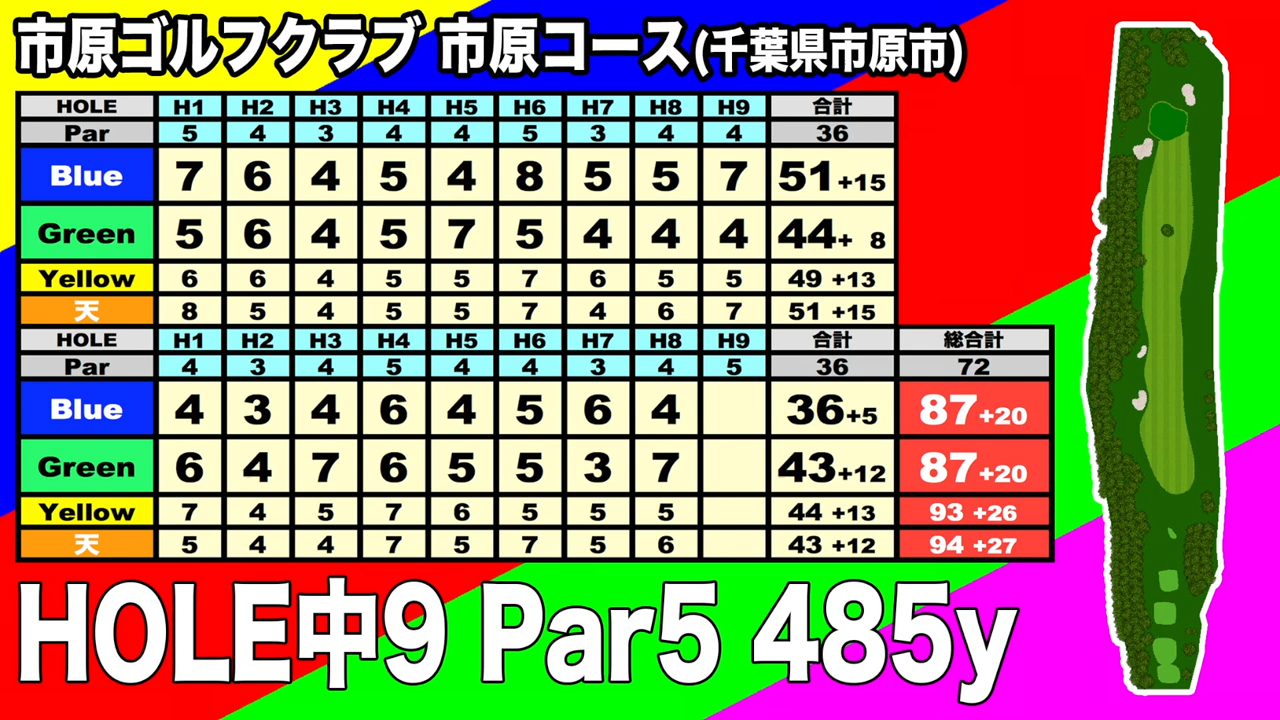 市原ゴルフクラブ 市原コース(千葉県市原市)
HOLE H1 H2 H3 H4 H5 H6 H7 H8 H9 合計
Par 5 4 3 4 4 5 3 4 4 36
Blue 7 6 4 5 4 8 5 5 7 51 +15
Green 5 6 4 5 7 5 4 4 4 44 + 8
Yellow 6 6 4 5 5 7 6 5 5 49 +13
天 8 5 4 5 5 7 4 6 7 51 +15
HOLE H1 H2 H3 H4 H5 H6 H7 H8 H9 合計 総合計
Par 4 3 4 5 4 4 3 4 5 36 72
Blue 4 3 4 6 4 5 6 4 36 +5 87 +20
Green 6 4 7 6 5 5 3 7 43 +12 87 +20
Yellow 7 4 5 7 6 5 5 5 44 +13 93 +26
天 5 4 4 7 5 7 5 6 43 +12 94 +27
HOLE中9 Par5 485y